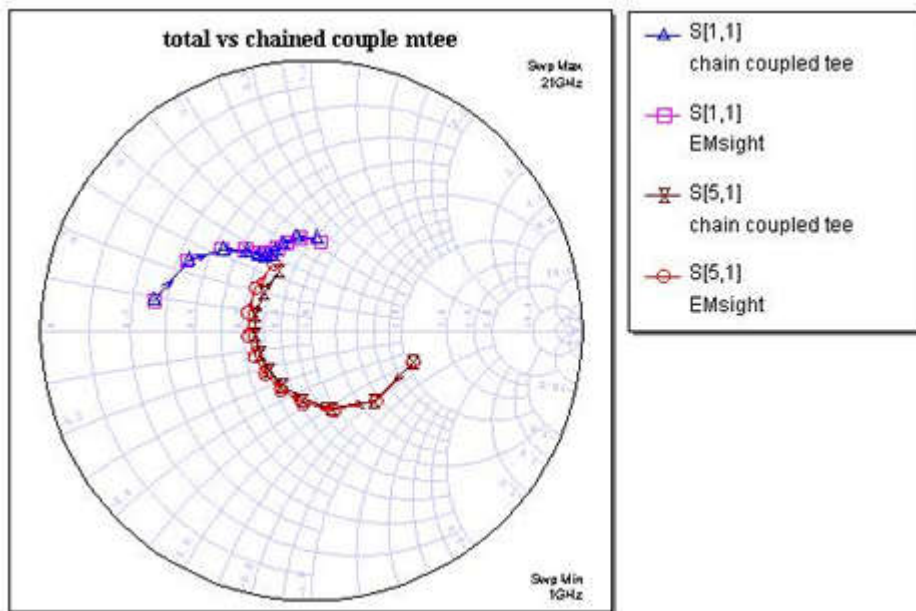 total vs chained couple mtee
Swp Max
21GHz
Swp Min
1GHz
S[1,1]
chain coupled tee
S[1,1]
EMsight
S[5,1]
chain coupled tee
S[5,1]
EMsight